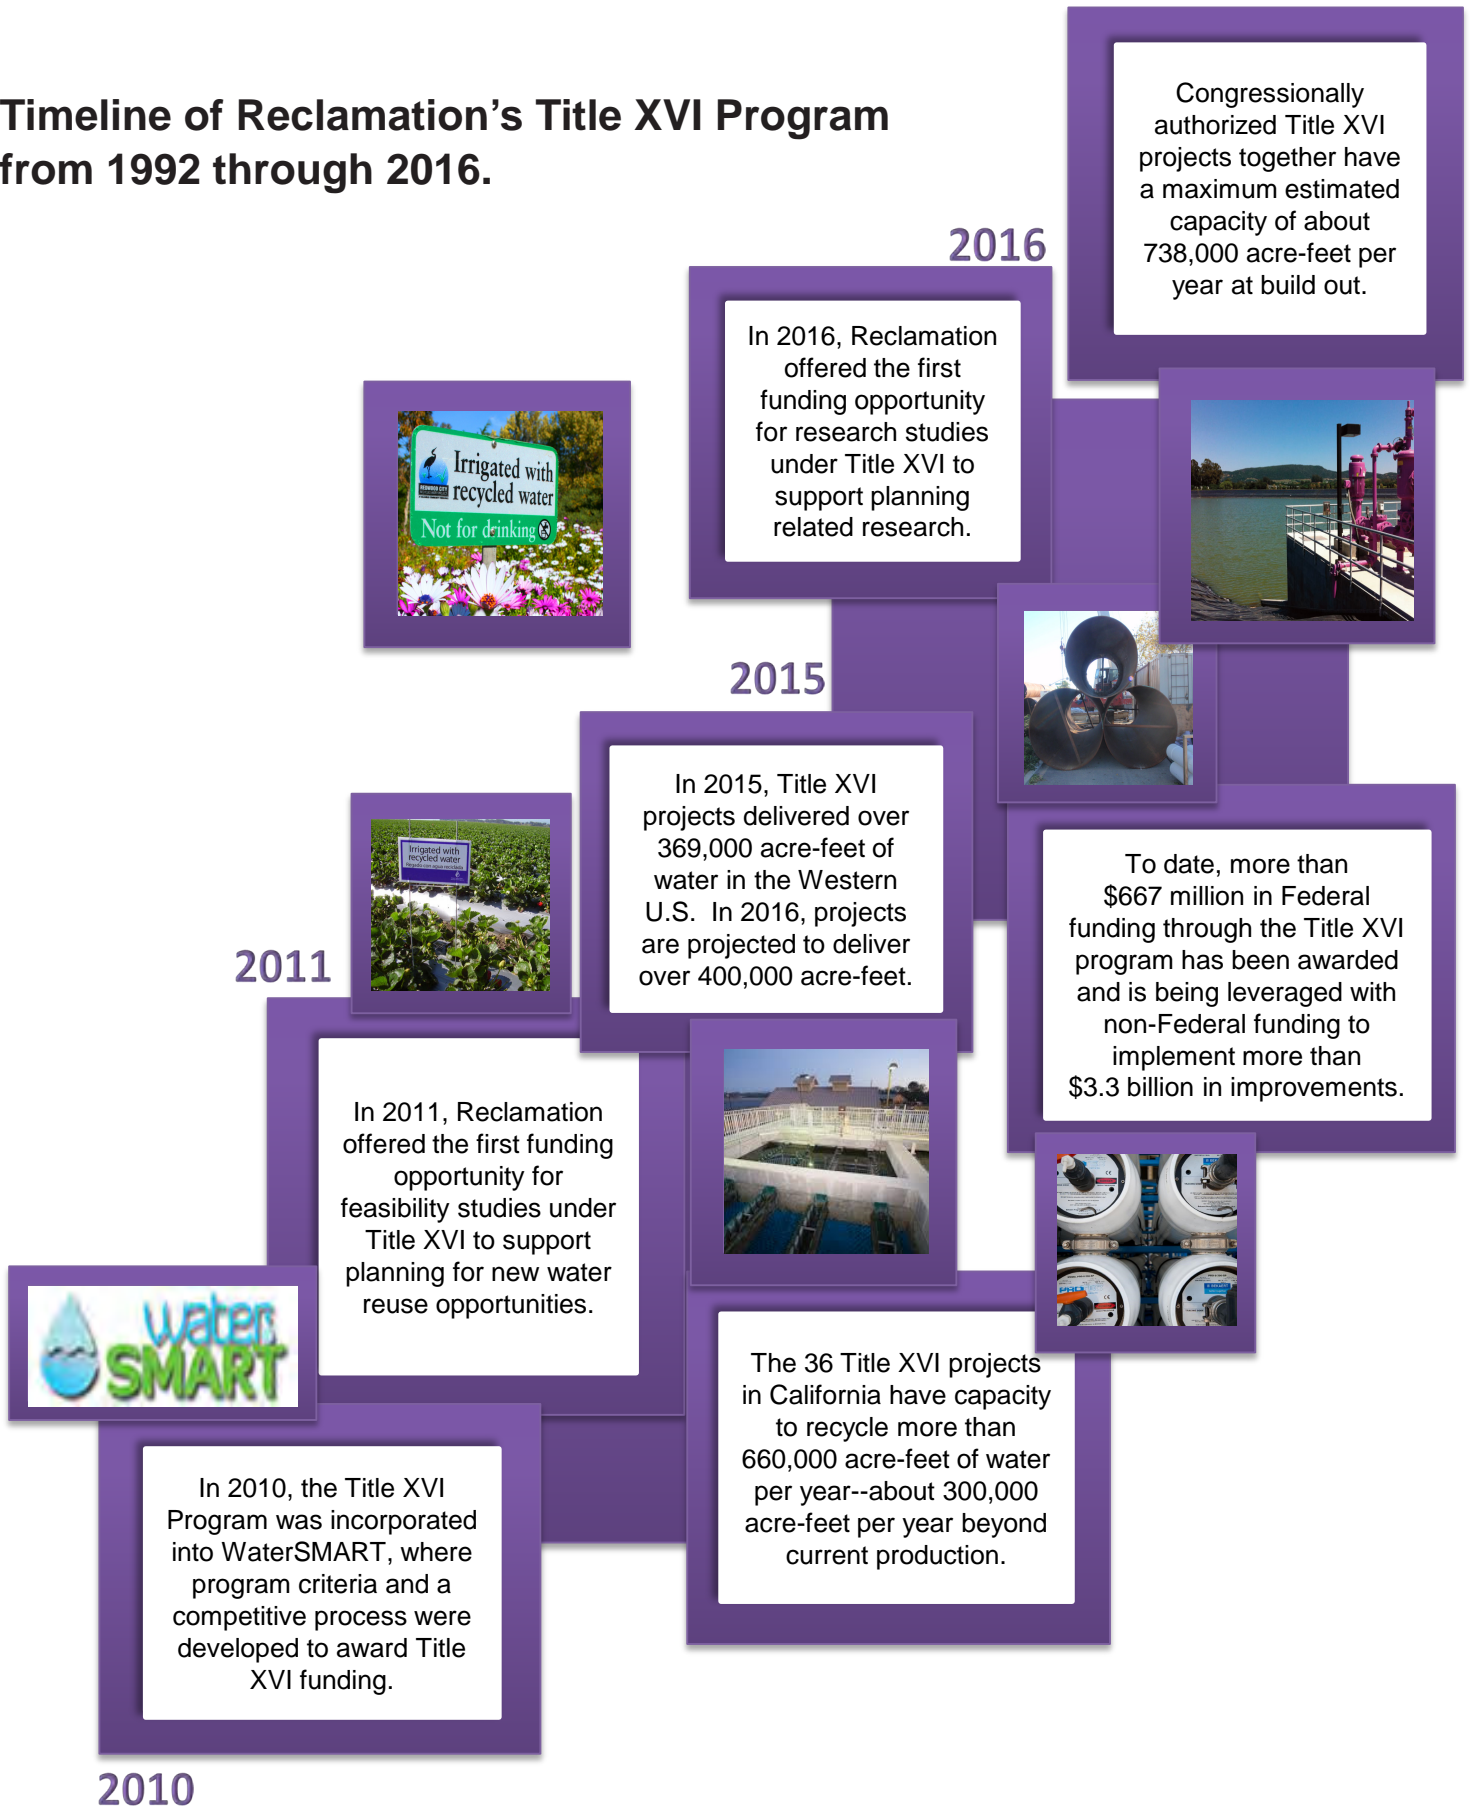 Timeline of Reclamation’s Title XVI Program
from 1992 through 2016.
Congressionally
authorized Title XVI
projects together have
a maximum estimated
capacity of about
738,000 acre-feet per
year at build out.
2016
In 2016, Reclamation
offered the first
funding opportunity
for research studies
under Title XVI to
support planning
related research.
Irrigated with
recycled water
REDWOOD CITY
Not for drinking
2015
In 2015, Title XVI
projects delivered over
369,000 acre-feet of
water in the Western
U.S.  In 2016, projects
are projected to deliver
over 400,000 acre-feet.
Irrigated with
recycled water
To date, more than
$667 million in Federal
funding through the Title XVI
program has been awarded
and is being leveraged with
non-Federal funding to
implement more than
$3.3 billion in improvements.
2011
In 2011, Reclamation
offered the first funding
opportunity for
feasibility studies under
Title XVI to support
planning for new water
reuse opportunities.
water
SMART
The 36 Title XVI projects
in California have capacity
to recycle more than
660,000 acre-feet of water
per year--about 300,000
acre-feet per year beyond
current production.
In 2010, the Title XVI
Program was incorporated
into WaterSMART, where
program criteria and a
competitive process were
developed to award Title
XVI funding.
2010